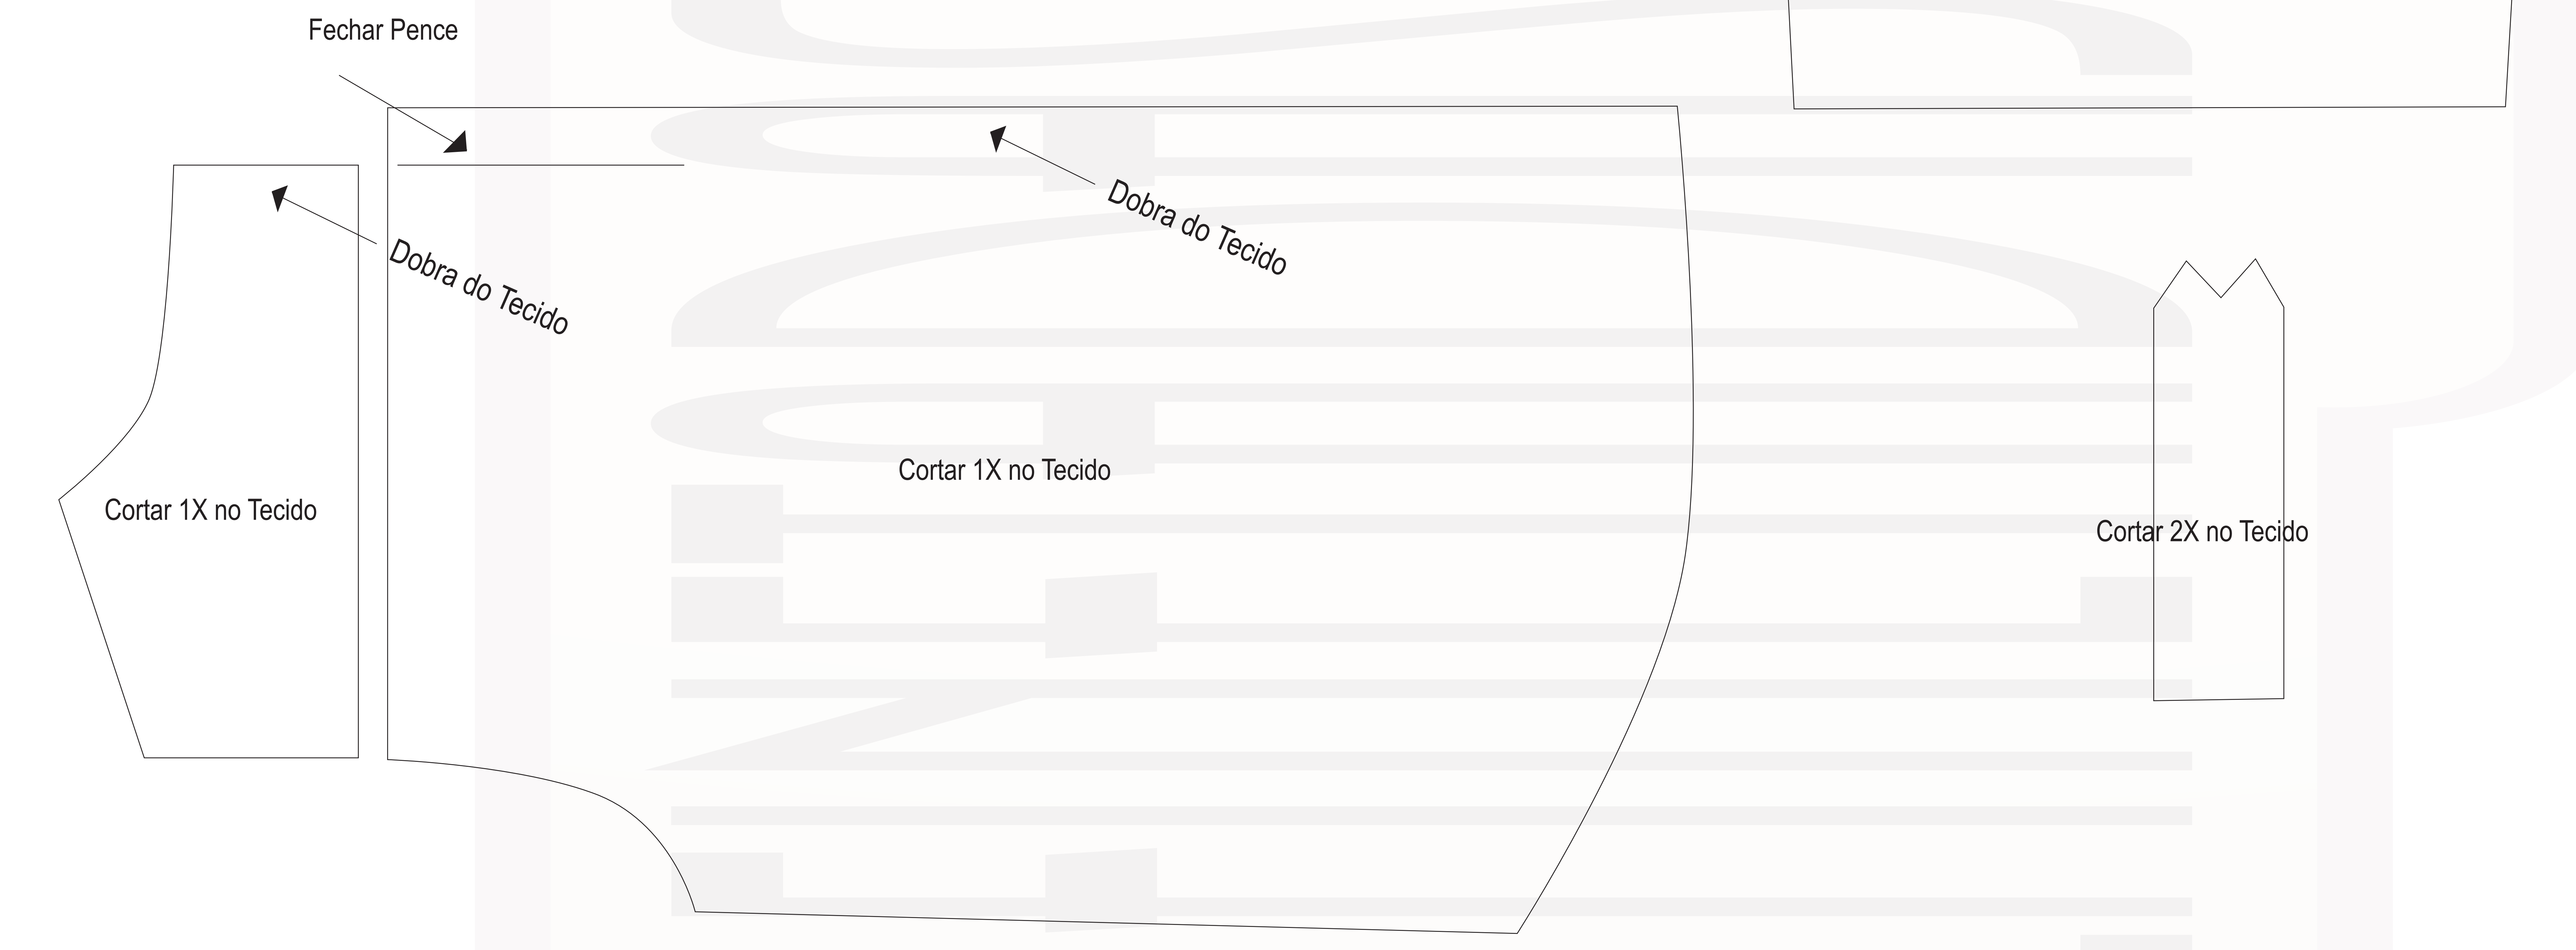 Fechar Pence
Dobra do Tecido
Dobra do Tecido
Cortar 1X no Tecido
Cortar 1X no Tecido
Cortar 2X no Tecido